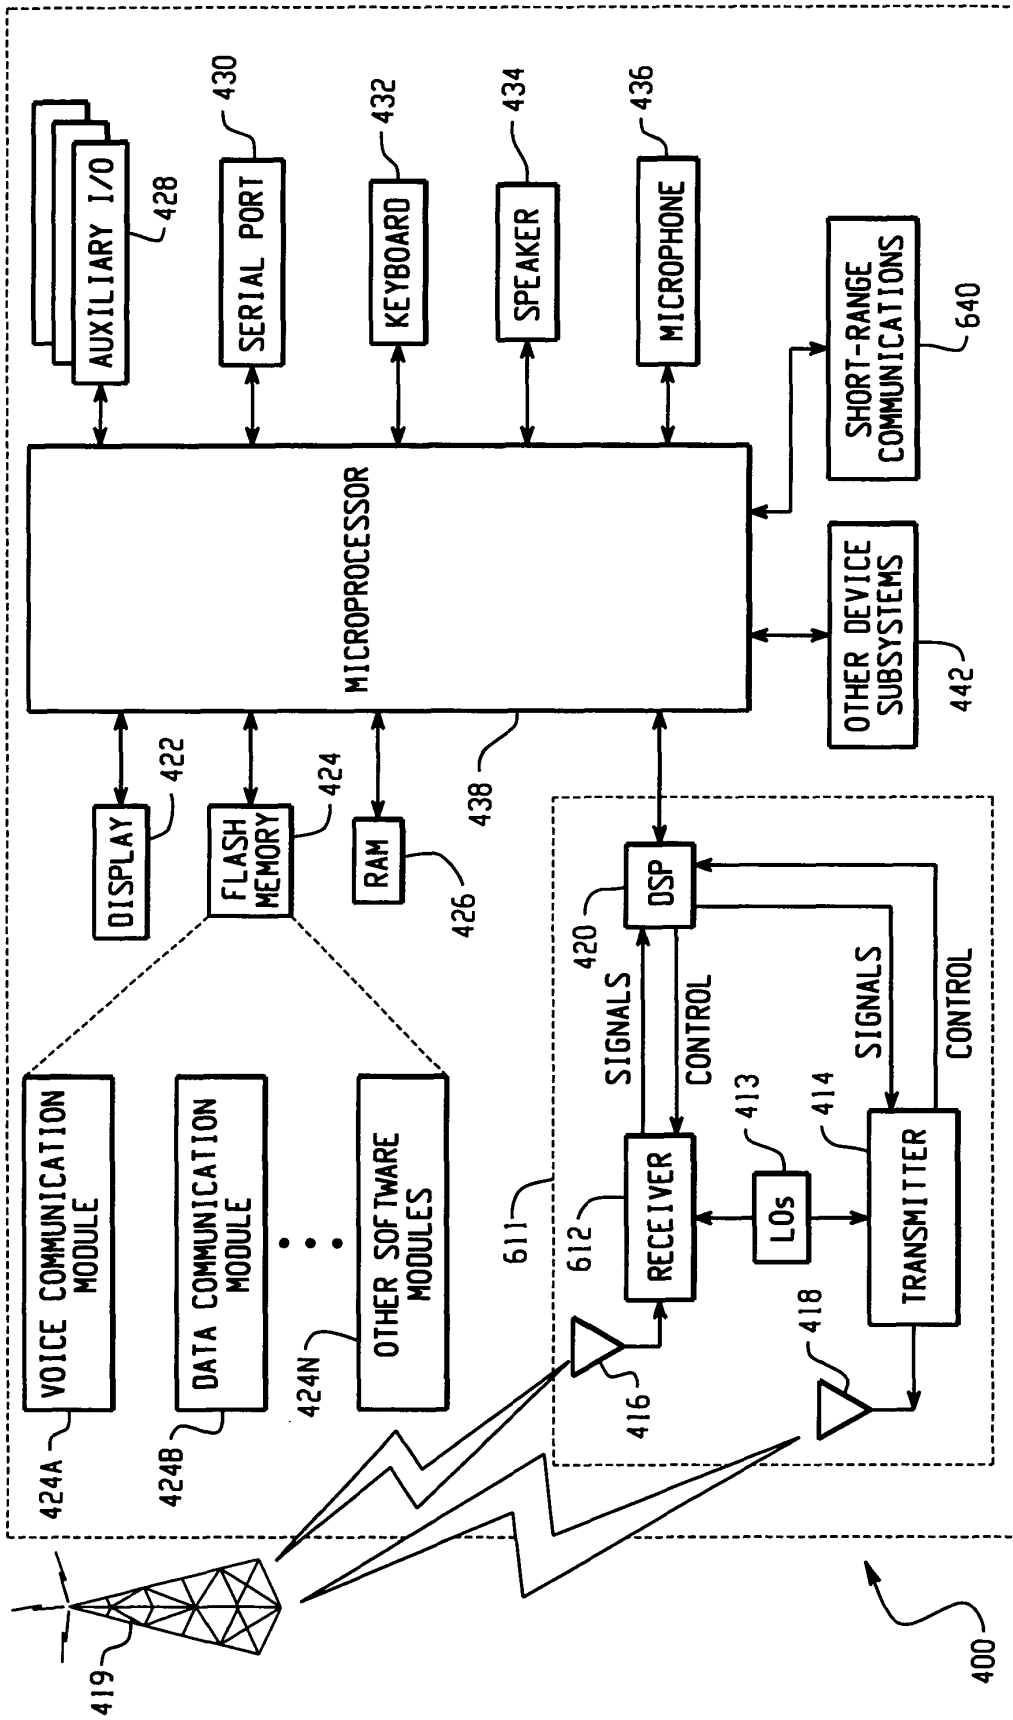 419
424A
VOICE COMMUNICATION
MODULE
424B
DATA COMMUNICATION
MODULE
424N
OTHER SOFTWARE
MODULES
DISPLAY
422
FLASH
MEMORY
424
RAM
426
438
MICROPROCESSOR
AUXILIARY I/O
428
SERIAL PORT
430
KEYBOARD
432
SPEAKER
434
MICROPHONE
436
SHORT-RANGE
COMMUNICATIONS
640
OTHER DEVICE
SUBSYSTEMS
442
611
416
612
RECEIVER
SIGNALS
CONTROL
420
DSP
LOs
413
418
TRANSMITTER
414
SIGNALS
CONTROL
400